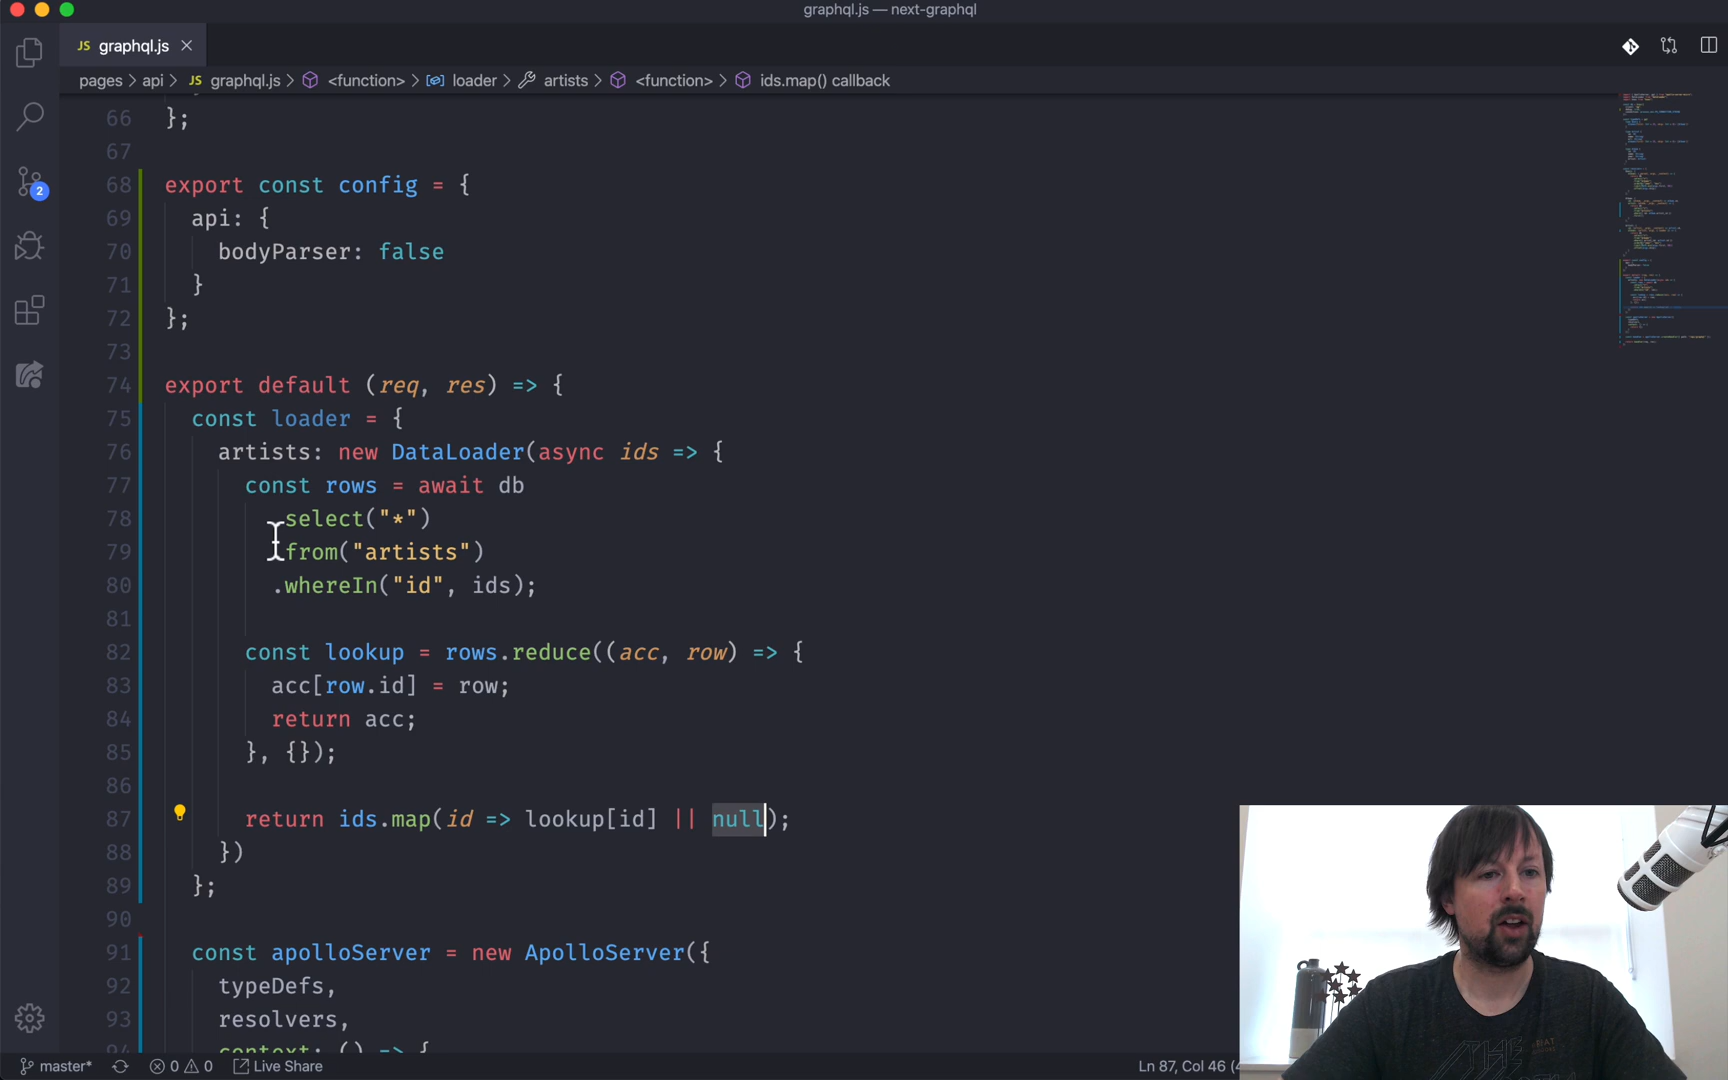 graphql.js — next-graphql
JS graphql.js
pages > api > JS graphql.js > <function> > loader > artists > <function> > ids.map() callback
66 };
67
68 export const config = {
69 api: {
70 bodyParser: false
71 }
72 };
73
74 export default (req, res) => {
75 const loader = {
76 artists: new DataLoader(async ids => {
77 const rows = await db
78 .select("*")
79 .from("artists")
80 .whereIn("id", ids);
81
82 const lookup = rows.reduce((acc, row) => {
83 acc[row.id] = row;
84 return acc;
85 }, {});
86
87 return ids.map(id => lookup[id] || null);
88 })
89 };
90
91 const apolloServer = new ApolloServer({
92 typeDefs,
93 resolvers,
94 context: () => {
2
master* 0 0 Live Share Ln 87, Col 46